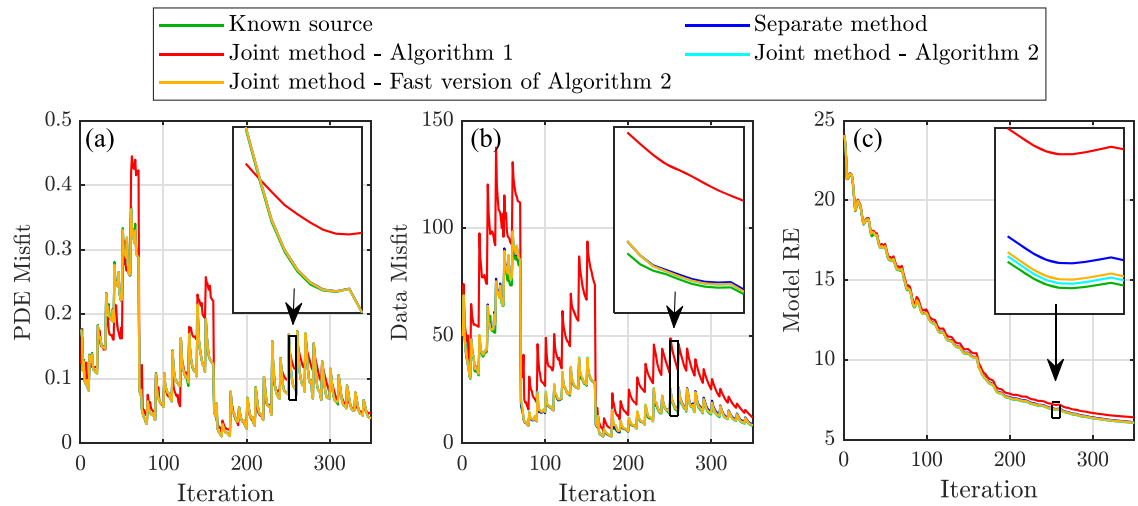 Known source
Separate method
Joint method - Algorithm 1
Joint method - Algorithm 2
Joint method - Fast version of Algorithm 2
(a)
PDE Misfit
0.5
0.4
0.3
0.2
0.1
0
0 100 200 300
Iteration
(b)
Data Misfit
150
100
50
0
0 100 200 300
Iteration
(c)
Model RE
25
20
15
10
5
0 100 200 300
Iteration